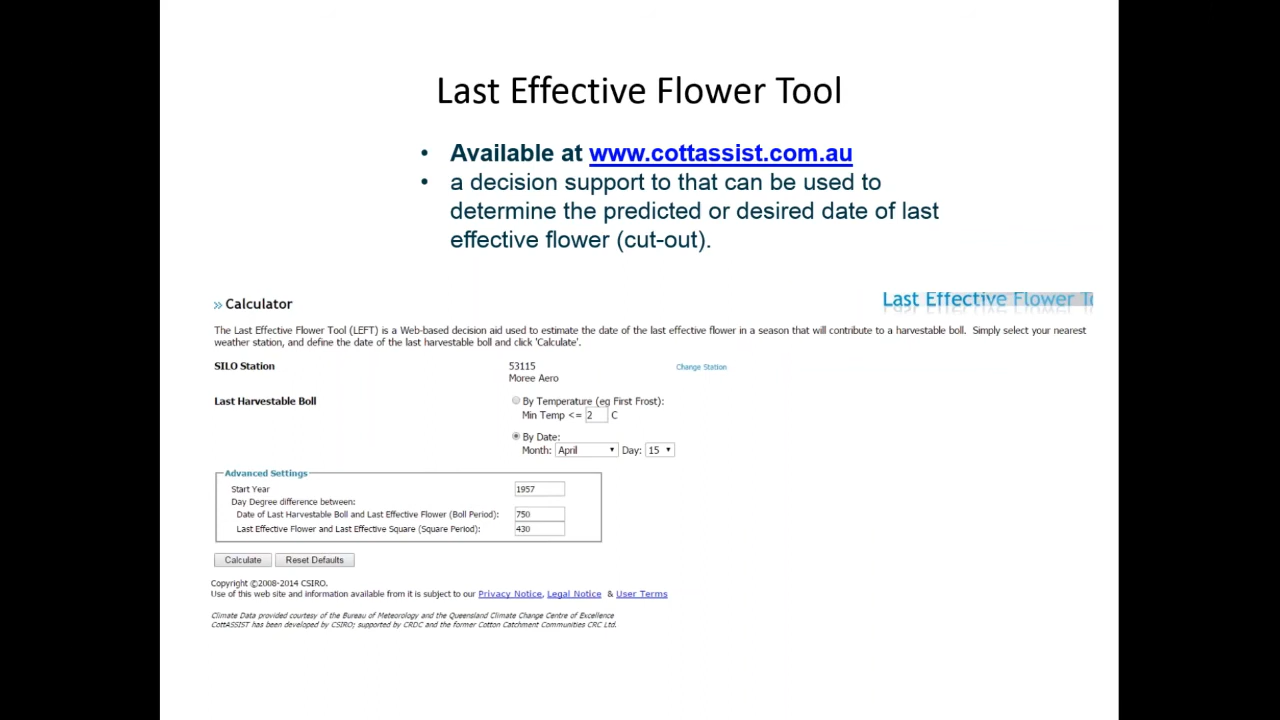 Last Effective Flower Tool
• Available at www.cottassist.com.au
• a decision support to that can be used to
determine the predicted or desired date of last
effective flower (cut-out).
Last Effective Flower
» Calculator
The Last Effective Flower Tool (LEFT) is a Web-based decision aid used to estimate the date of the last effective flower in a season that will contribute to a harvestable boll. Simply select your nearest
weather station, and define the date of the last harvestable boll and click 'Calculate'.
SILO Station 53115 Change Station
Moree Aero
Last Harvestable Boll By Temperature (eg First Frost):
Min Temp <= 2 C
By Date:
Month: April Day: 15
Advanced Settings
Start Year 1957
Day Degree difference between:
Date of Last Harvestable Boll and Last Effective Flower (Boll Period): 750
Last Effective Flower and Last Effective Square (Square Period): 430
Calculate Reset Defaults
Copyright ©2008-2014 CSIRO.
Use of this web site and information available from it is subject to our Privacy Notice, Legal Notice & User Terms
Climate Data provided courtesy of the Bureau of Meteorology and the Queensland Climate Change Centre of Excellence
CottASSIST has been developed by CSIRO; supported by CRDC and the former Cotton Catchment Communities CRC Ltd.